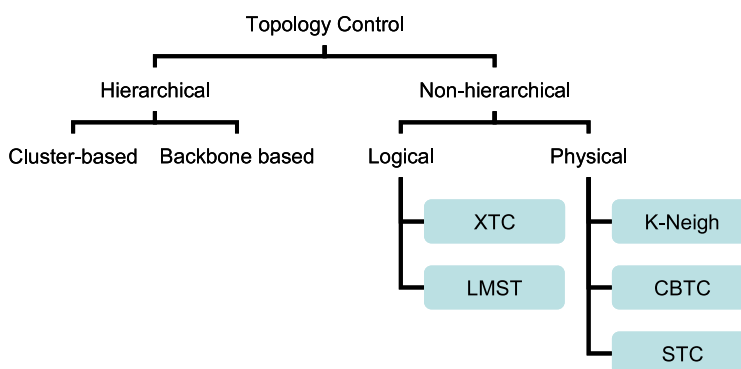 Topology Control
Hierarchical
Non-hierarchical
Cluster-based
Backbone based
Logical
Physical
XTC
K-Neigh
LMST
CBTC
STC